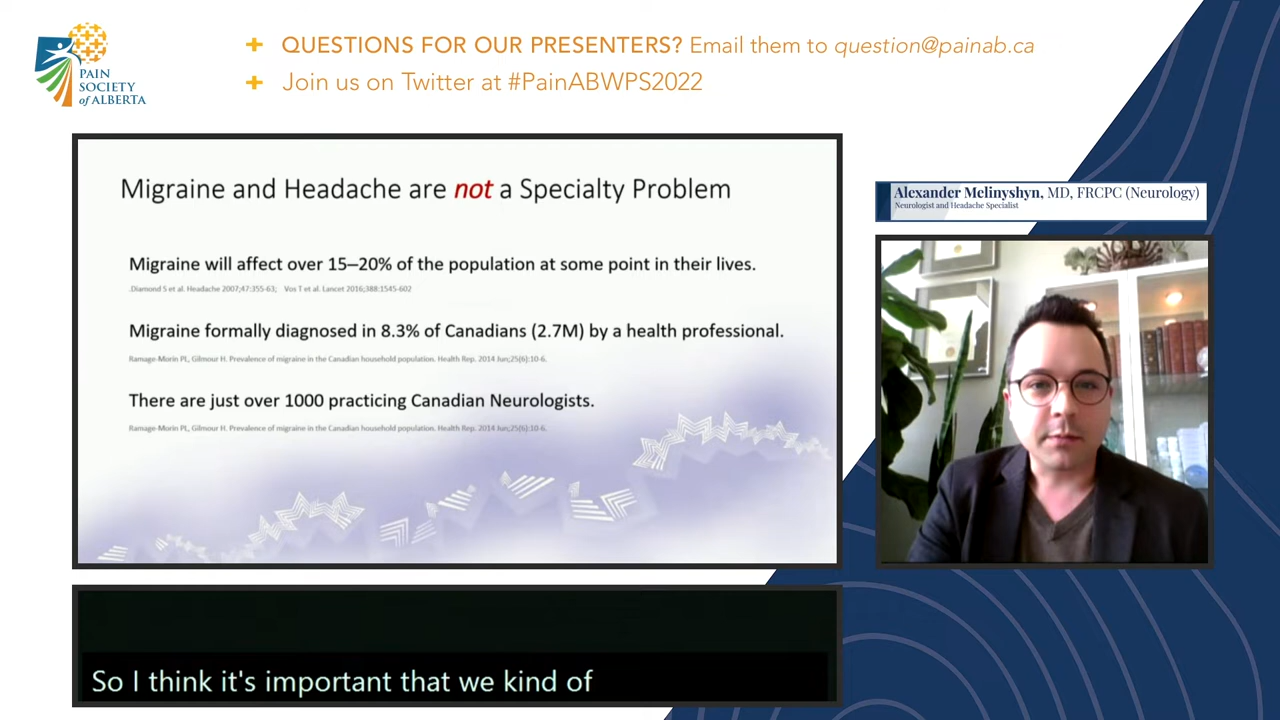 PAIN
SOCIETY
of ALBERTA
+ QUESTIONS FOR OUR PRESENTERS? Email them to question@painab.ca
+ Join us on Twitter at #PainABWPS2022
Migraine and Headache are not a Specialty Problem
Migraine will affect over 15–20% of the population at some point in their lives.
.Diamond S et al. Headache 2007;47:355-63; Vos T et al. Lancet 2016;388:1545-602
Migraine formally diagnosed in 8.3% of Canadians (2.7M) by a health professional.
Ramage-Morin PL, Gilmour H. Prevalence of migraine in the Canadian household population. Health Rep. 2014 Jun;25(6):10-6.
There are just over 1000 practicing Canadian Neurologists.
Ramage-Morin PL, Gilmour H. Prevalence of migraine in the Canadian household population. Health Rep. 2014 Jun;25(6):10-6.
Alexander Melinyshyn, MD, FRCPC (Neurology)
Neurologist and Headache Specialist
So I think it's important that we kind of